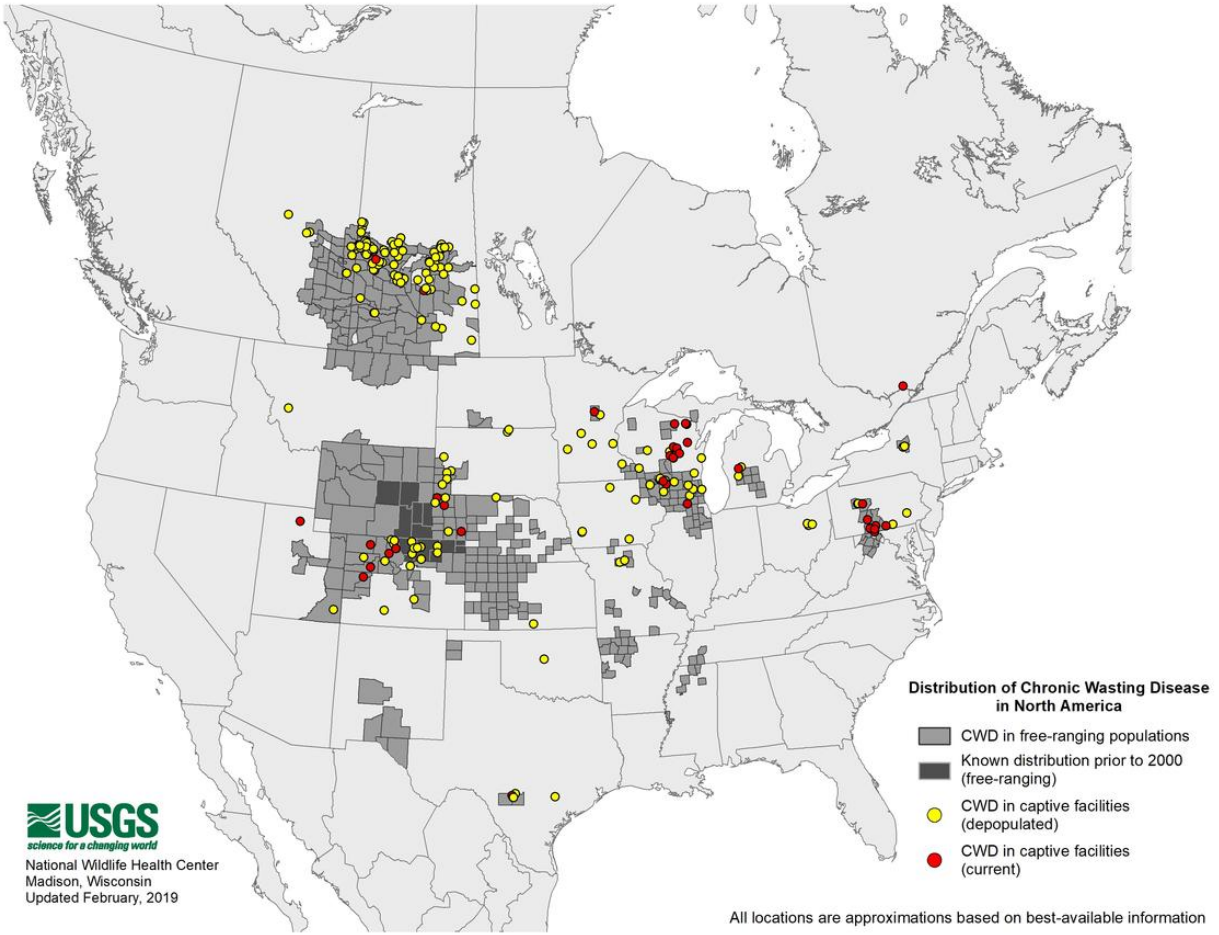 Distribution of Chronic Wasting Disease
in North America
CWD in free-ranging populations
Known distribution prior to 2000
(free-ranging)
CWD in captive facilities
(depopulated)
CWD in captive facilities
(current)
USGS
science for a changing world
National Wildlife Health Center
Madison, Wisconsin
Updated February, 2019
All locations are approximations based on best-available information